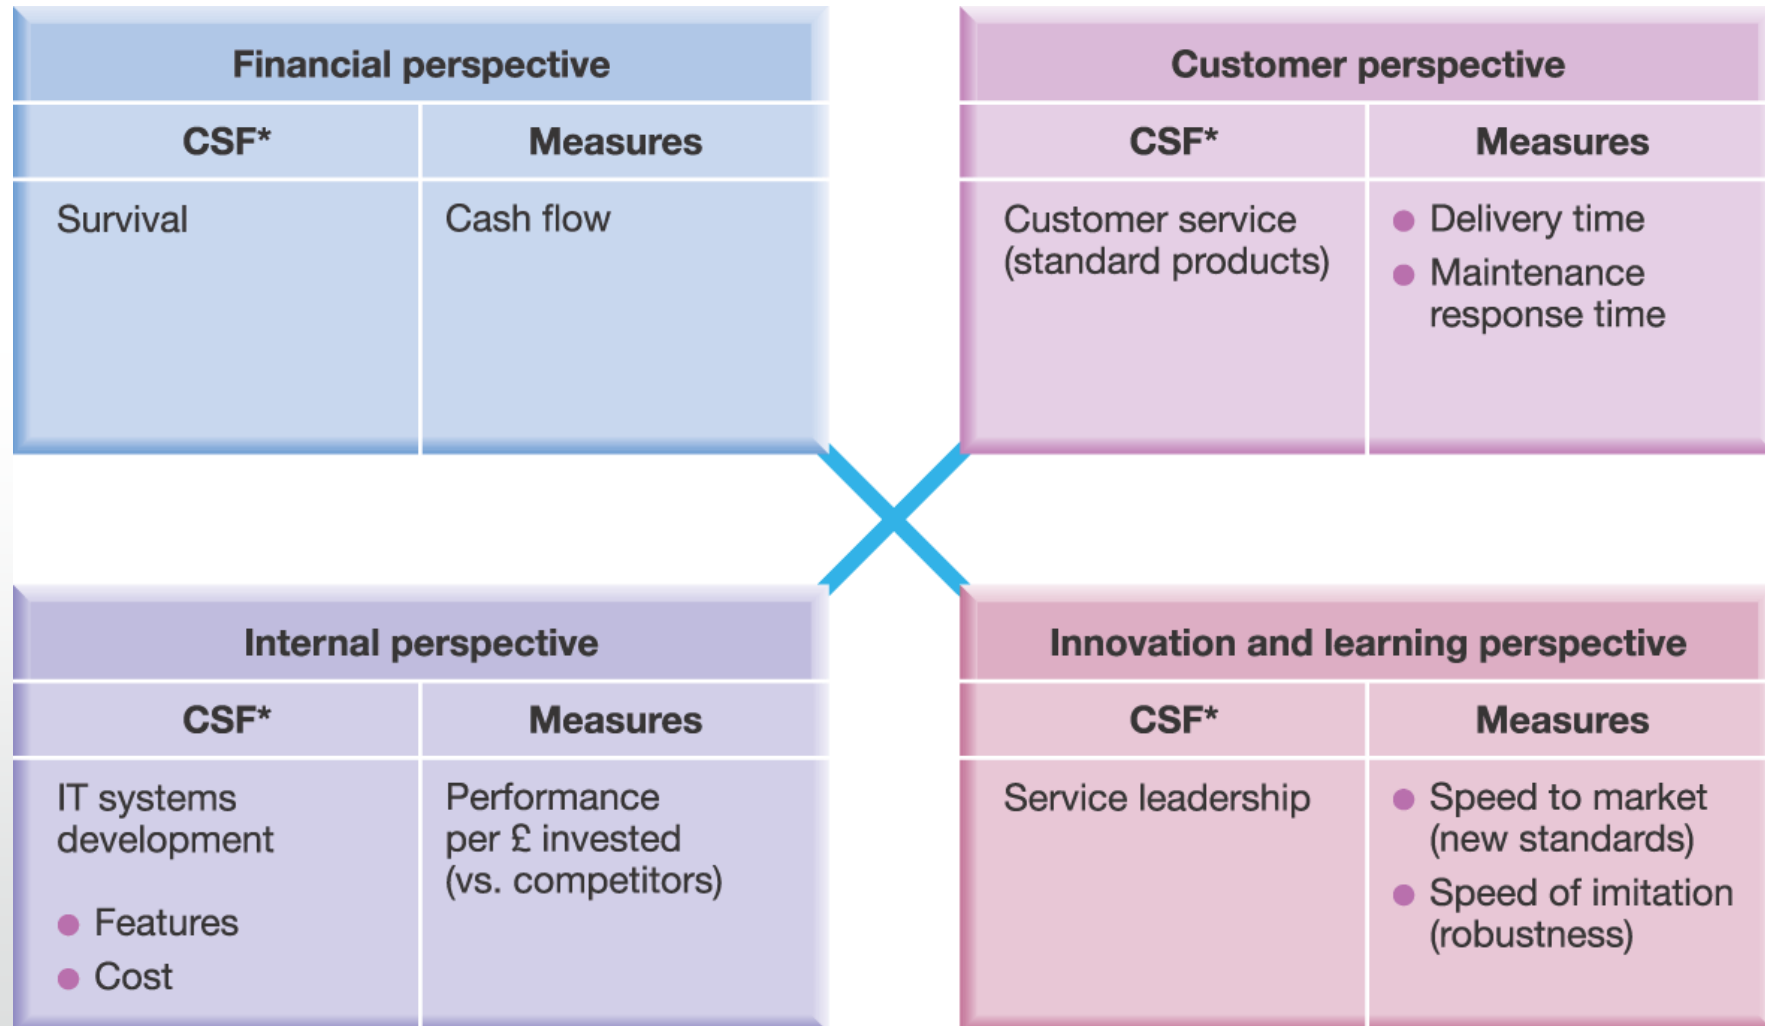 Financial perspective
CSF*
Measures
Survival
Cash flow
Customer perspective
CSF*
Measures
Customer service
(standard products)
Delivery time
Maintenance
response time
Internal perspective
CSF*
Measures
IT systems
development
Features
Cost
Performance
per £ invested
(vs. competitors)
Innovation and learning perspective
CSF*
Measures
Service leadership
Speed to market
(new standards)
Speed of imitation
(robustness)